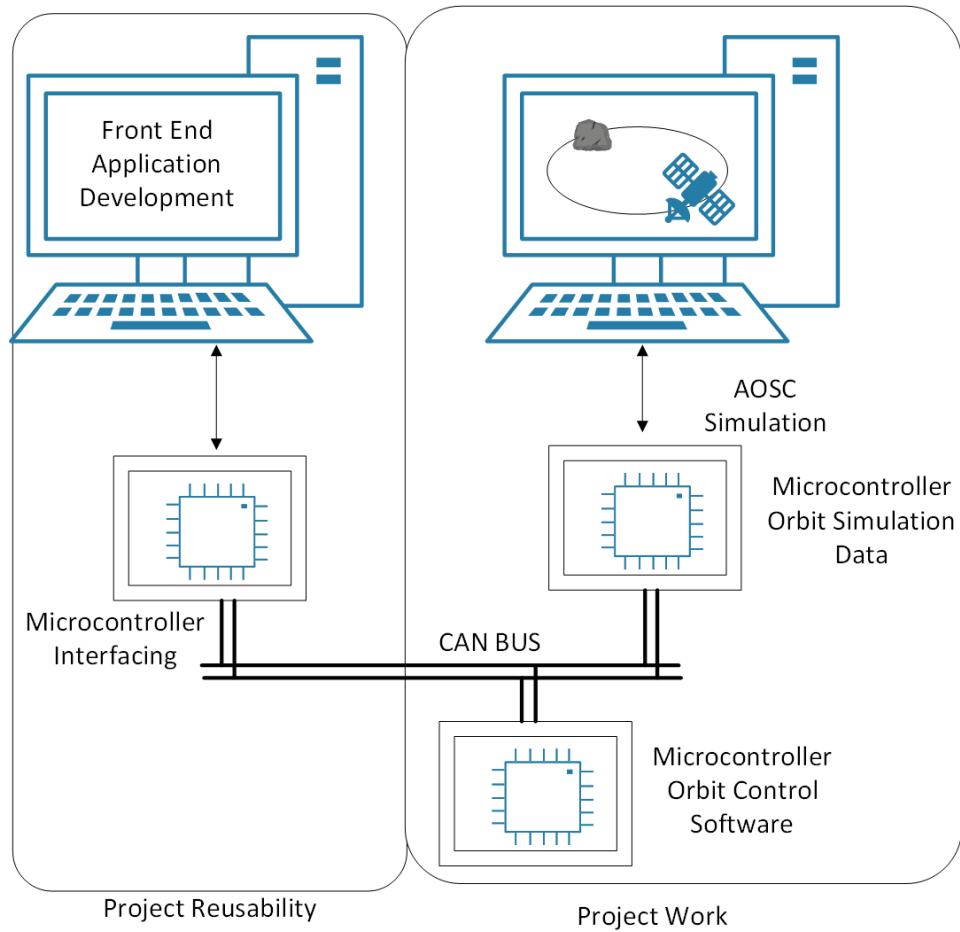 Front End
Application
Development
AOSC
Simulation
Microcontroller
Orbit Simulation
Data
Microcontroller
Interfacing
CAN BUS
Microcontroller
Orbit Control
Software
Project Reusability
Project Work